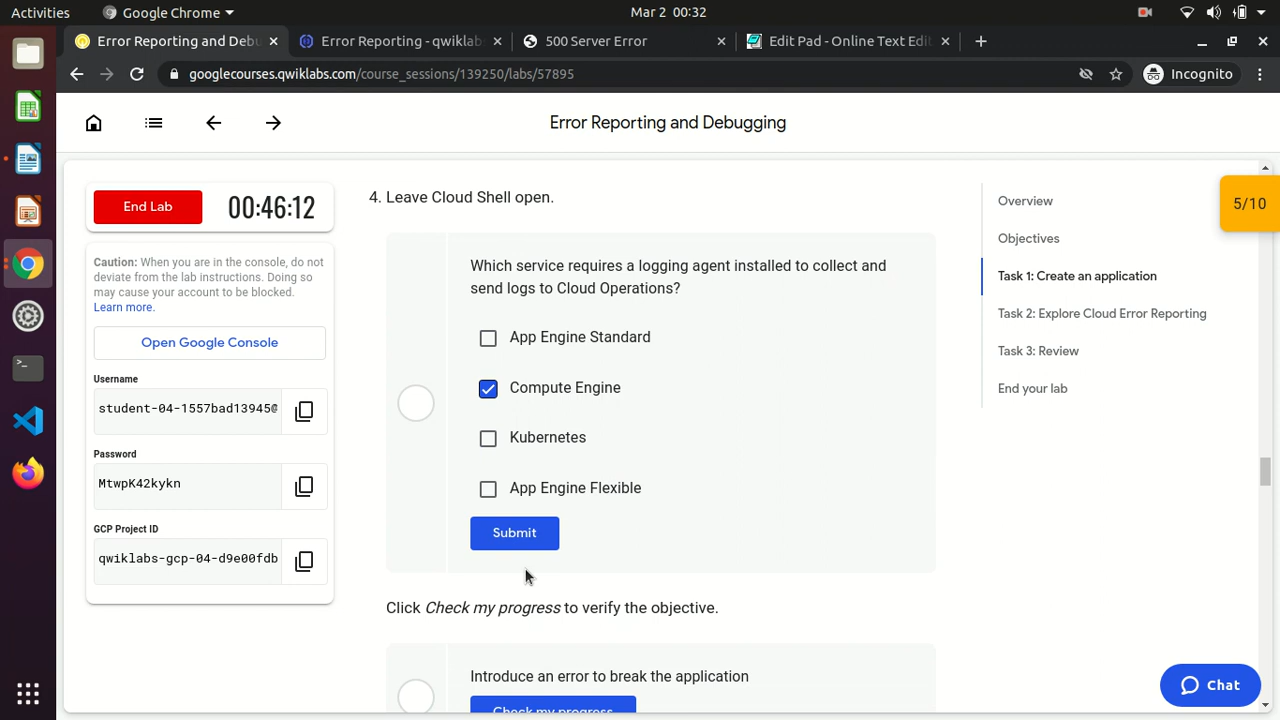 Activities
Google Chrome
Mar 2 00:32
Error Reporting and Debu
Error Reporting - qwiklab
500 Server Error
Edit Pad - Online Text Edit
googlecourses.qwiklabs.com/course_sessions/139250/labs/57895
Incognito
Error Reporting and Debugging
End Lab
00:46:12
Caution: When you are in the console, do not
deviate from the lab instructions. Doing so
may cause your account to be blocked.
Learn more.
Open Google Console
Username
student-04-1557bad13945@
Password
MtwpK42kykn
GCP Project ID
qwiklabs-gcp-04-d9e00fdb
4. Leave Cloud Shell open.
Which service requires a logging agent installed to collect and
send logs to Cloud Operations?
App Engine Standard
Compute Engine
Kubernetes
App Engine Flexible
Submit
Click Check my progress to verify the objective.
Introduce an error to break the application
Check my progress
Overview
Objectives
Task 1: Create an application
Task 2: Explore Cloud Error Reporting
Task 3: Review
End your lab
5/10
Chat